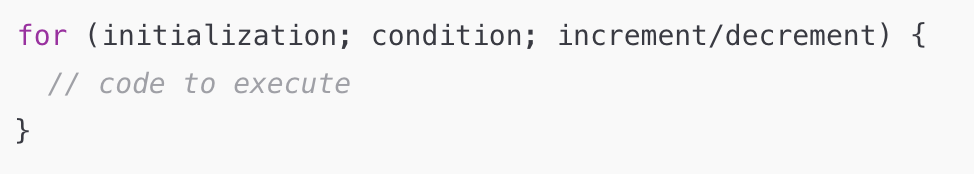 for (initialization; condition; increment/decrement) {
// code to execute
}